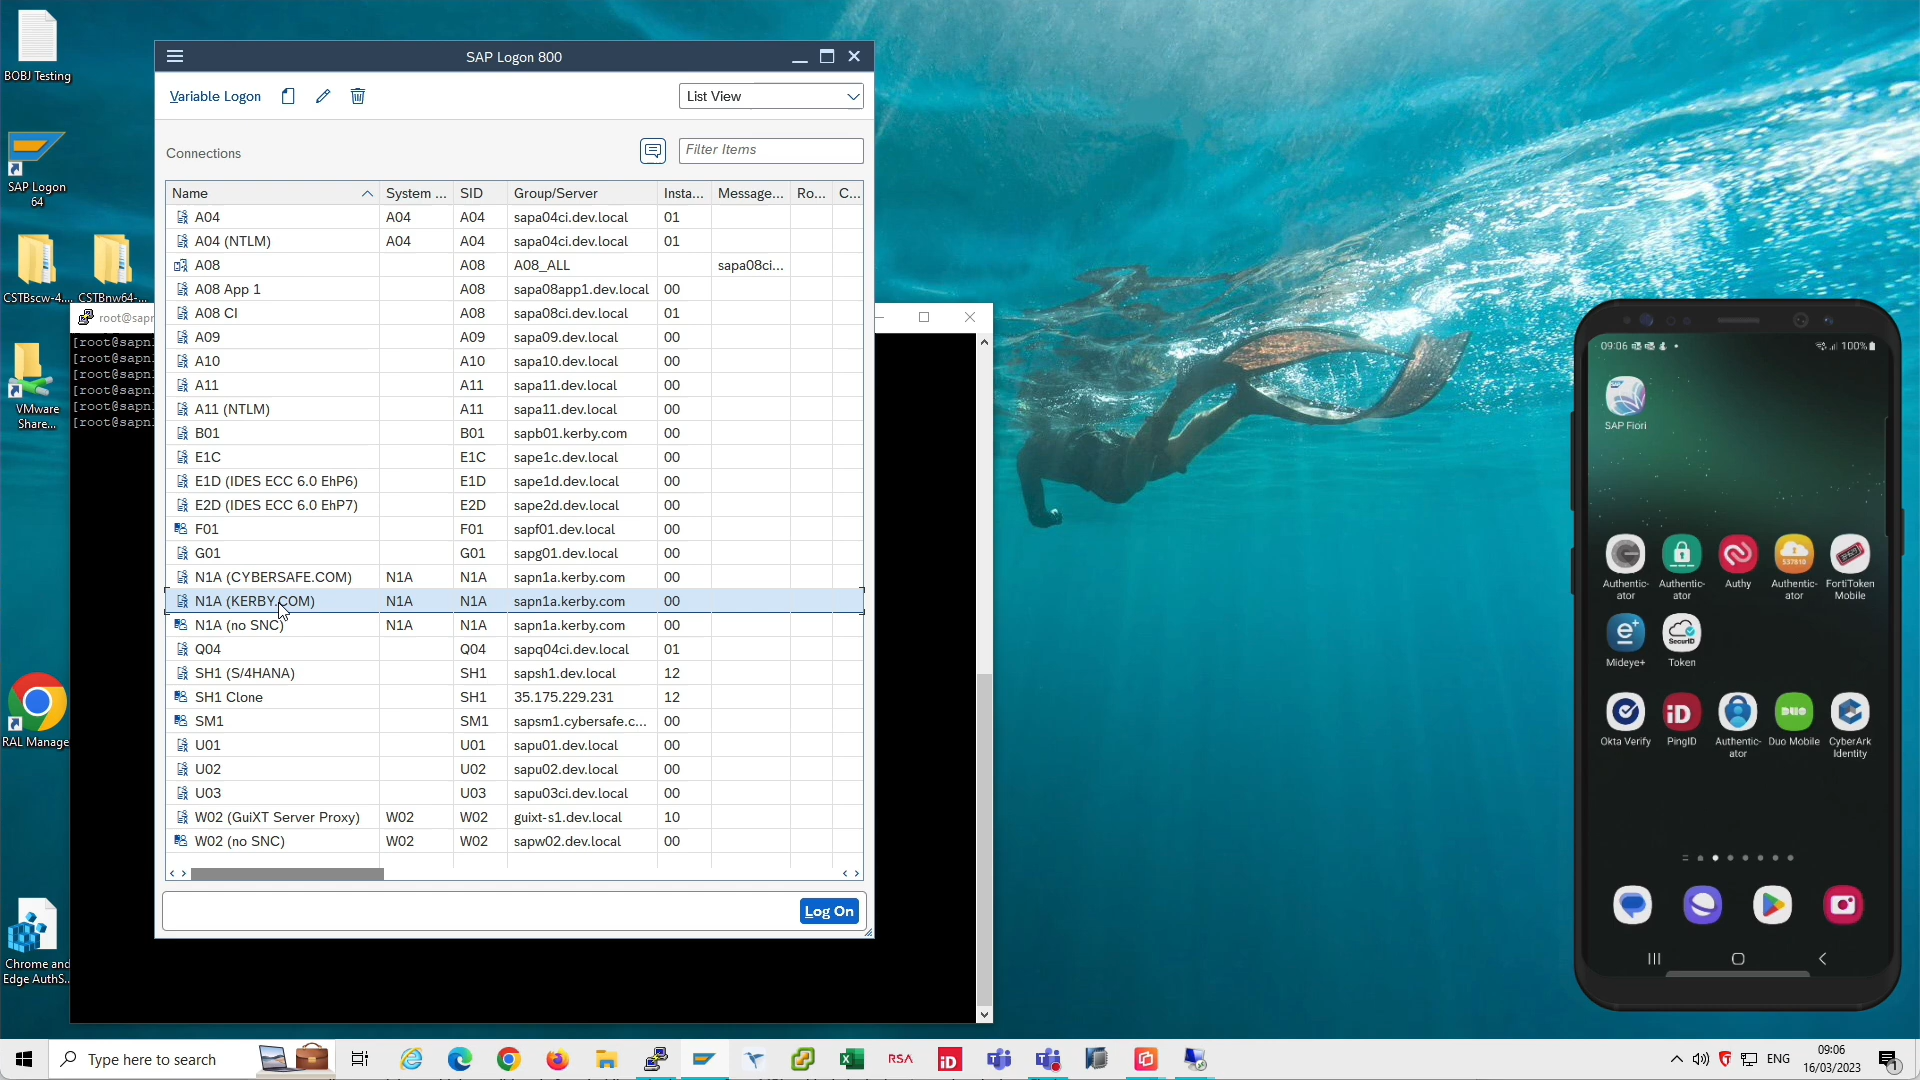 BOBJ Testing
SAP Logon
64
CSTBscw-4....
CSTBnw64-...
VMware
Share...
RAL Manage
Chrome and
Edge AuthS...
SAP Logon 800
Variable Logon
List View
Connections
Filter Items
Name System ... SID Group/Server Insta... Message... Ro... C...
A04 A04 A04 sapa04ci.dev.local 01
A04 (NTLM) A04 A04 sapa04ci.dev.local 01
A08 A08 A08_ALL sapa08ci...
A08 App 1 A08 sapa08app1.dev.local 00
A08 CI A08 sapa08ci.dev.local 01
A09 A09 sapa09.dev.local 00
A10 A10 sapa10.dev.local 00
A11 A11 sapa11.dev.local 00
A11 (NTLM) A11 sapa11.dev.local 00
B01 B01 sapb01.kerby.com 00
E1C E1C sape1c.dev.local 00
E1D (IDES ECC 6.0 EhP6) E1D sape1d.dev.local 00
E2D (IDES ECC 6.0 EhP7) E2D sape2d.dev.local 00
F01 F01 sapf01.dev.local 00
G01 G01 sapg01.dev.local 00
N1A (CYBERSAFE.COM) N1A N1A sapn1a.kerby.com 00
N1A (KERBY.COM) N1A N1A sapn1a.kerby.com 00
N1A (no SNC) N1A N1A sapn1a.kerby.com 00
Q04 Q04 sapq04ci.dev.local 01
SH1 (S/4HANA) SH1 sapsh1.dev.local 12
SH1 Clone SH1 35.175.229.231 12
SM1 SM1 sapsm1.cybersafe.c... 00
U01 U01 sapu01.dev.local 00
U02 U02 sapu02.dev.local 00
U03 U03 sapu03ci.dev.local 00
W02 (GuiXT Server Proxy) W02 W02 guixt-s1.dev.local 10
W02 (no SNC) W02 W02 sapw02.dev.local 00
Log On
root@sapn
[root@sapn
[root@sapn
[root@sapn
[root@sapn
[root@sapn
[root@sapn
09:06 100%
SAP Fiori
Authentic-
ator
Authentic-
ator
Authy
Authentic-
ator
FortiToken
Mobile
Mideye+
SecurID
Token
Okta Verify
iD
PingID
Authentic-
ator
DUO
Duo Mobile
CyberArk
Identity
Type here to search
RSA
iD
ENG
09:06
16/03/2023
1